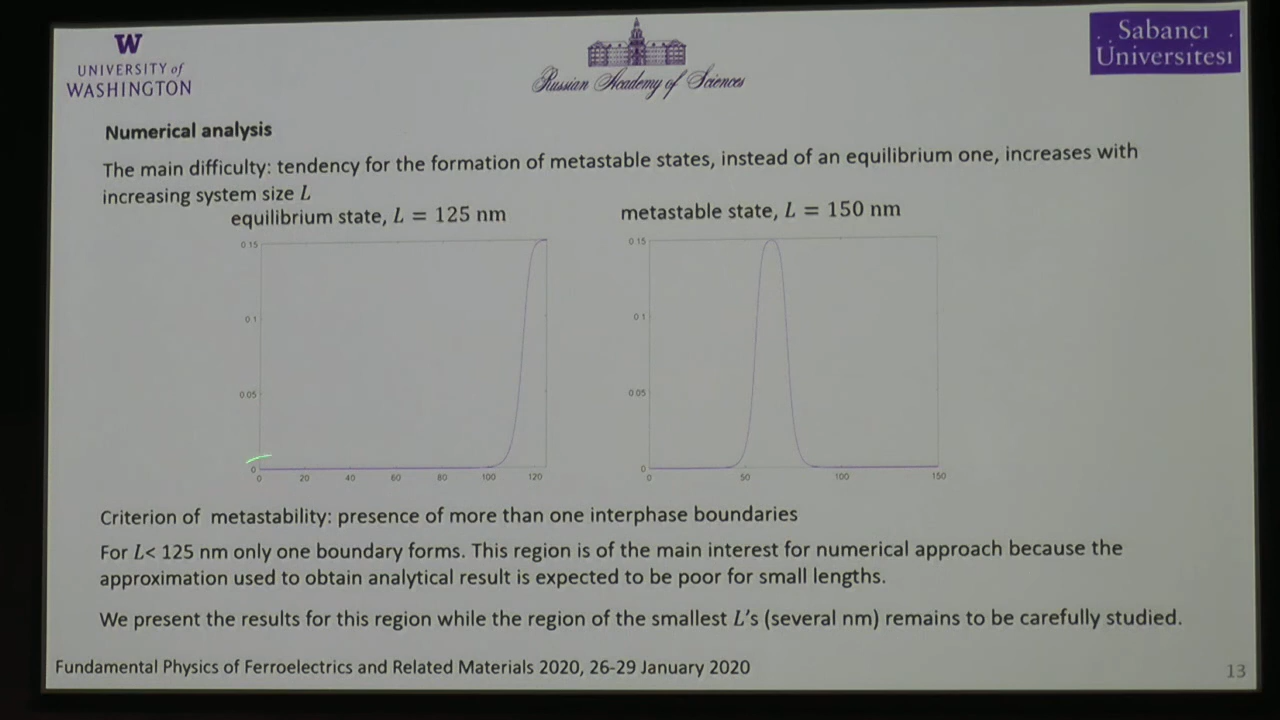 W
UNIVERSITY of
WASHINGTON
Russian Academy of Sciences
Sabancı
Üniversitesi
Numerical analysis
The main difficulty: tendency for the formation of metastable states, instead of an equilibrium one, increases with
increasing system size L
equilibrium state, L = 125 nm
metastable state, L = 150 nm
0.15
0.1
0.05
0
0 20 40 60 80 100 120
0.15
0.1
0.05
0
0 50 100 150
Criterion of metastability: presence of more than one interphase boundaries
For L< 125 nm only one boundary forms. This region is of the main interest for numerical approach because the
approximation used to obtain analytical result is expected to be poor for small lengths.
We present the results for this region while the region of the smallest L's (several nm) remains to be carefully studied.
Fundamental Physics of Ferroelectrics and Related Materials 2020, 26-29 January 2020
13